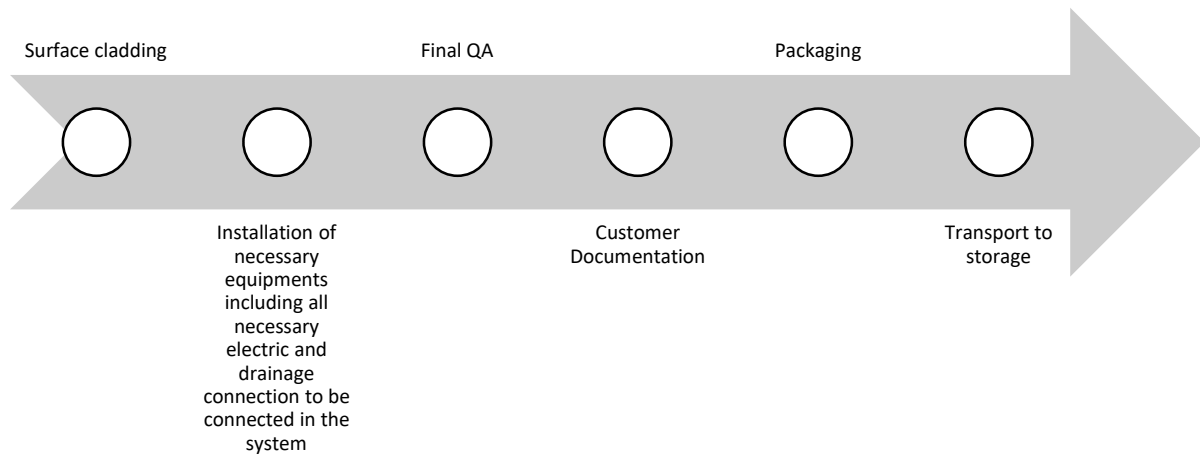 Surface cladding
Installation of
necessary
equipments
including all
necessary
electric and
drainage
connection to be
connected in the
system
Final QA
Customer
Documentation
Packaging
Transport to
storage